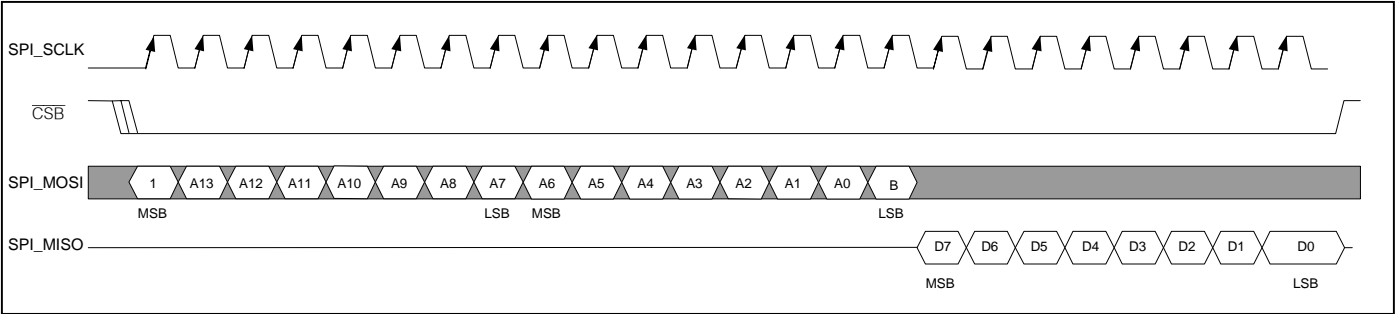 SPI_SCLK
CSB
SPI_MOSI 1 A13 A12 A11 A10 A9 A8 A7 A6 A5 A4 A3 A2 A1 A0 B
MSB LSB MSB LSB
SPI_MISO D7 D6 D5 D4 D3 D2 D1 D0
MSB LSB